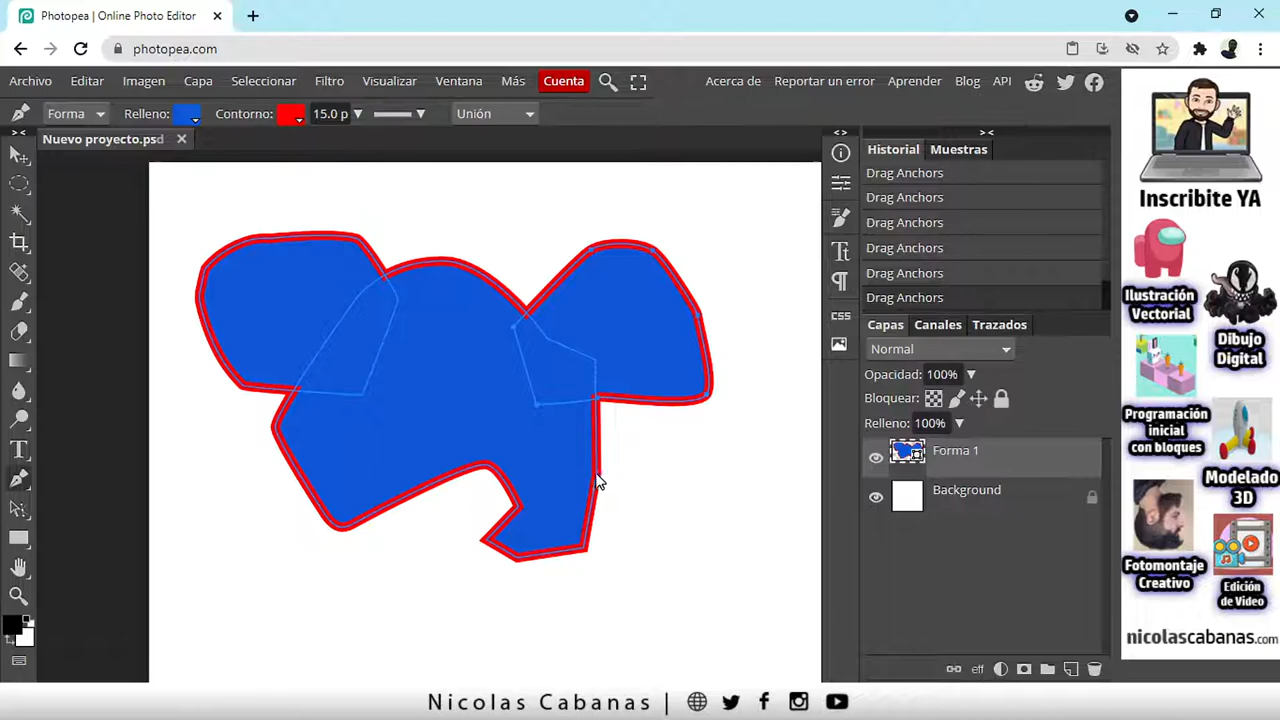 Photopea | Online Photo Editor
photopea.com
Archivo Editar Imagen Capa Seleccionar Filtro Visualizar Ventana Más Cuenta Acerca de Reportar un error Aprender Blog API
Forma Relleno: Contorno: 15.0 p Unión
Nuevo proyecto.psd
Historial Muestras
Drag Anchors
Drag Anchors
Drag Anchors
Drag Anchors
Drag Anchors
Drag Anchors
CSS
Capas Canales Trazados
Normal
Opacidad: 100%
Bloquear:
Relleno: 100%
Forma 1
Background
eff
Inscribite YA
Ilustración
Vectorial
Dibujo
Digital
Programación
inicial
con bloques
Modelado
3D
Fotomontaje
Creativo
Edición
de Video
nicolascabanas.com
Nicolas Cabanas |